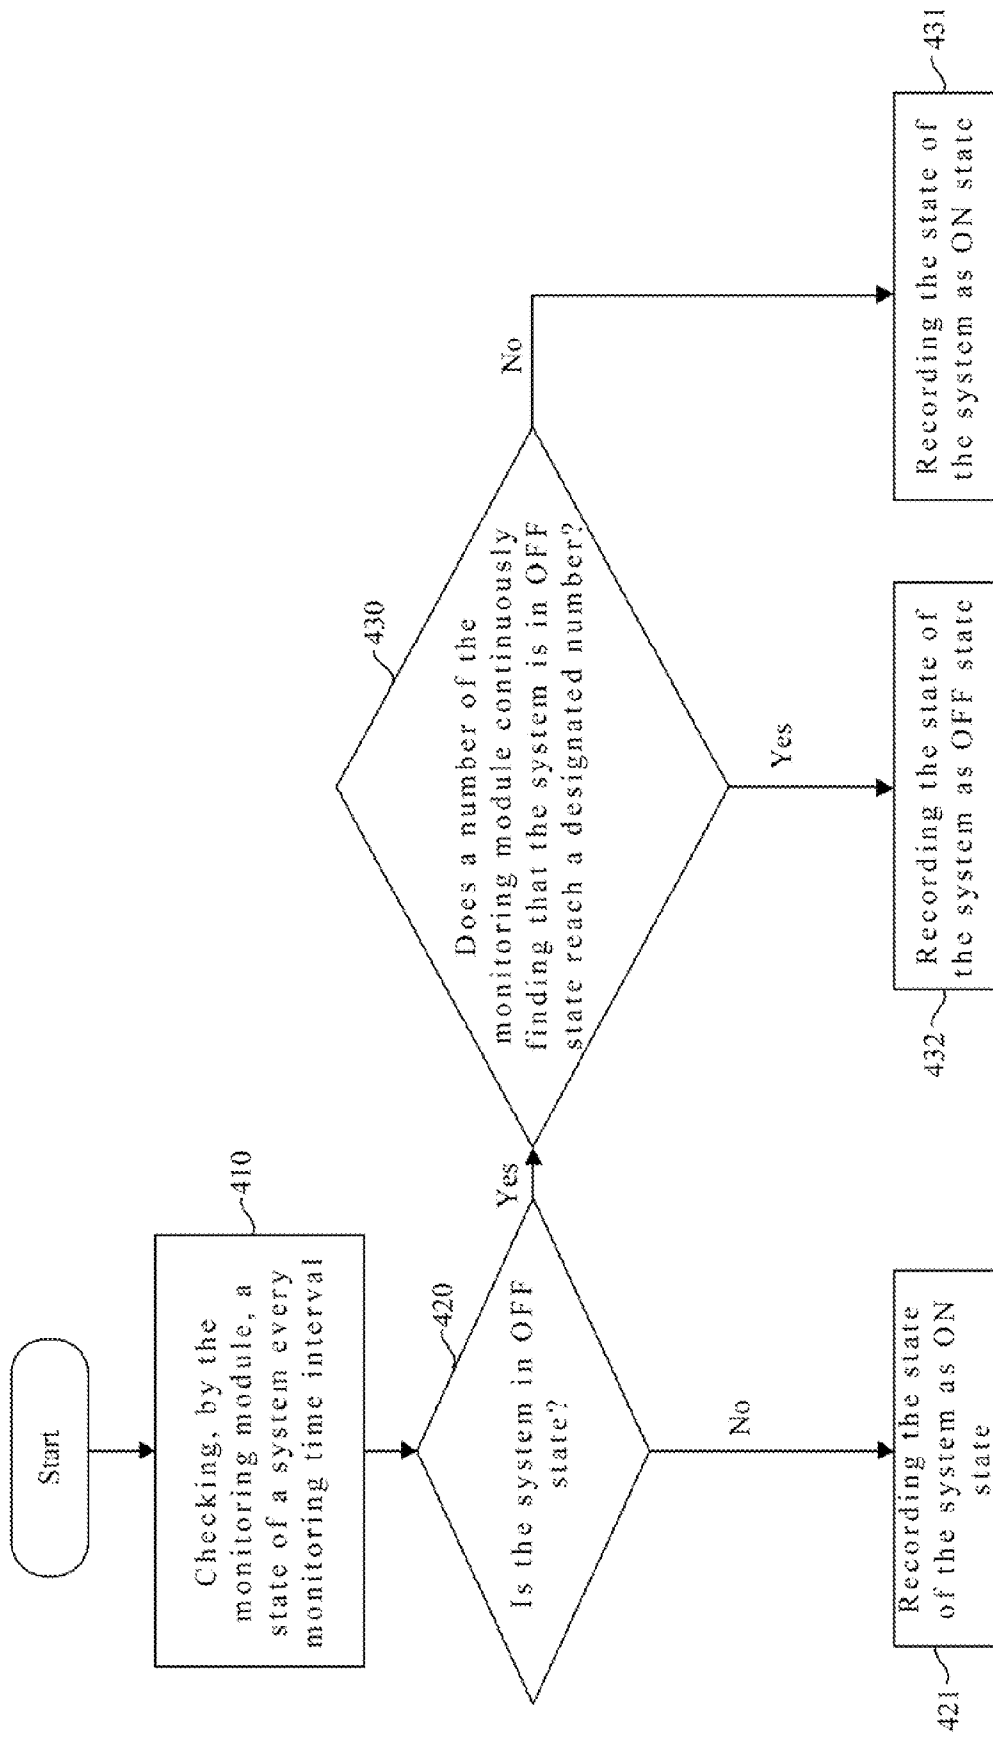 Start
Checking, by the
monitoring module, a
state of a system every
monitoring time interval
410
Is the system in OFF
state?
420
Yes
No
Does a number of the
monitoring module continuously
finding that the system is in OFF
state reach a designated number?
430
No
Yes
Recording the state
of the system as ON
state
421
Recording the state of
the system as OFF state
432
Recording the state of
the system as ON state
431